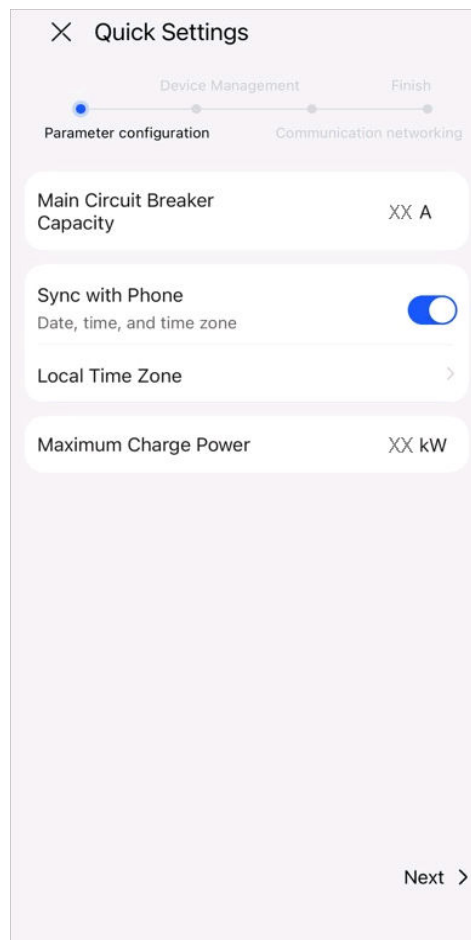 Quick Settings
Device Management
Finish
Parameter configuration
Communication networking
Main Circuit Breaker
Capacity
XX A
Sync with Phone
Date, time, and time zone
Local Time Zone
Maximum Charge Power
XX kW
Next